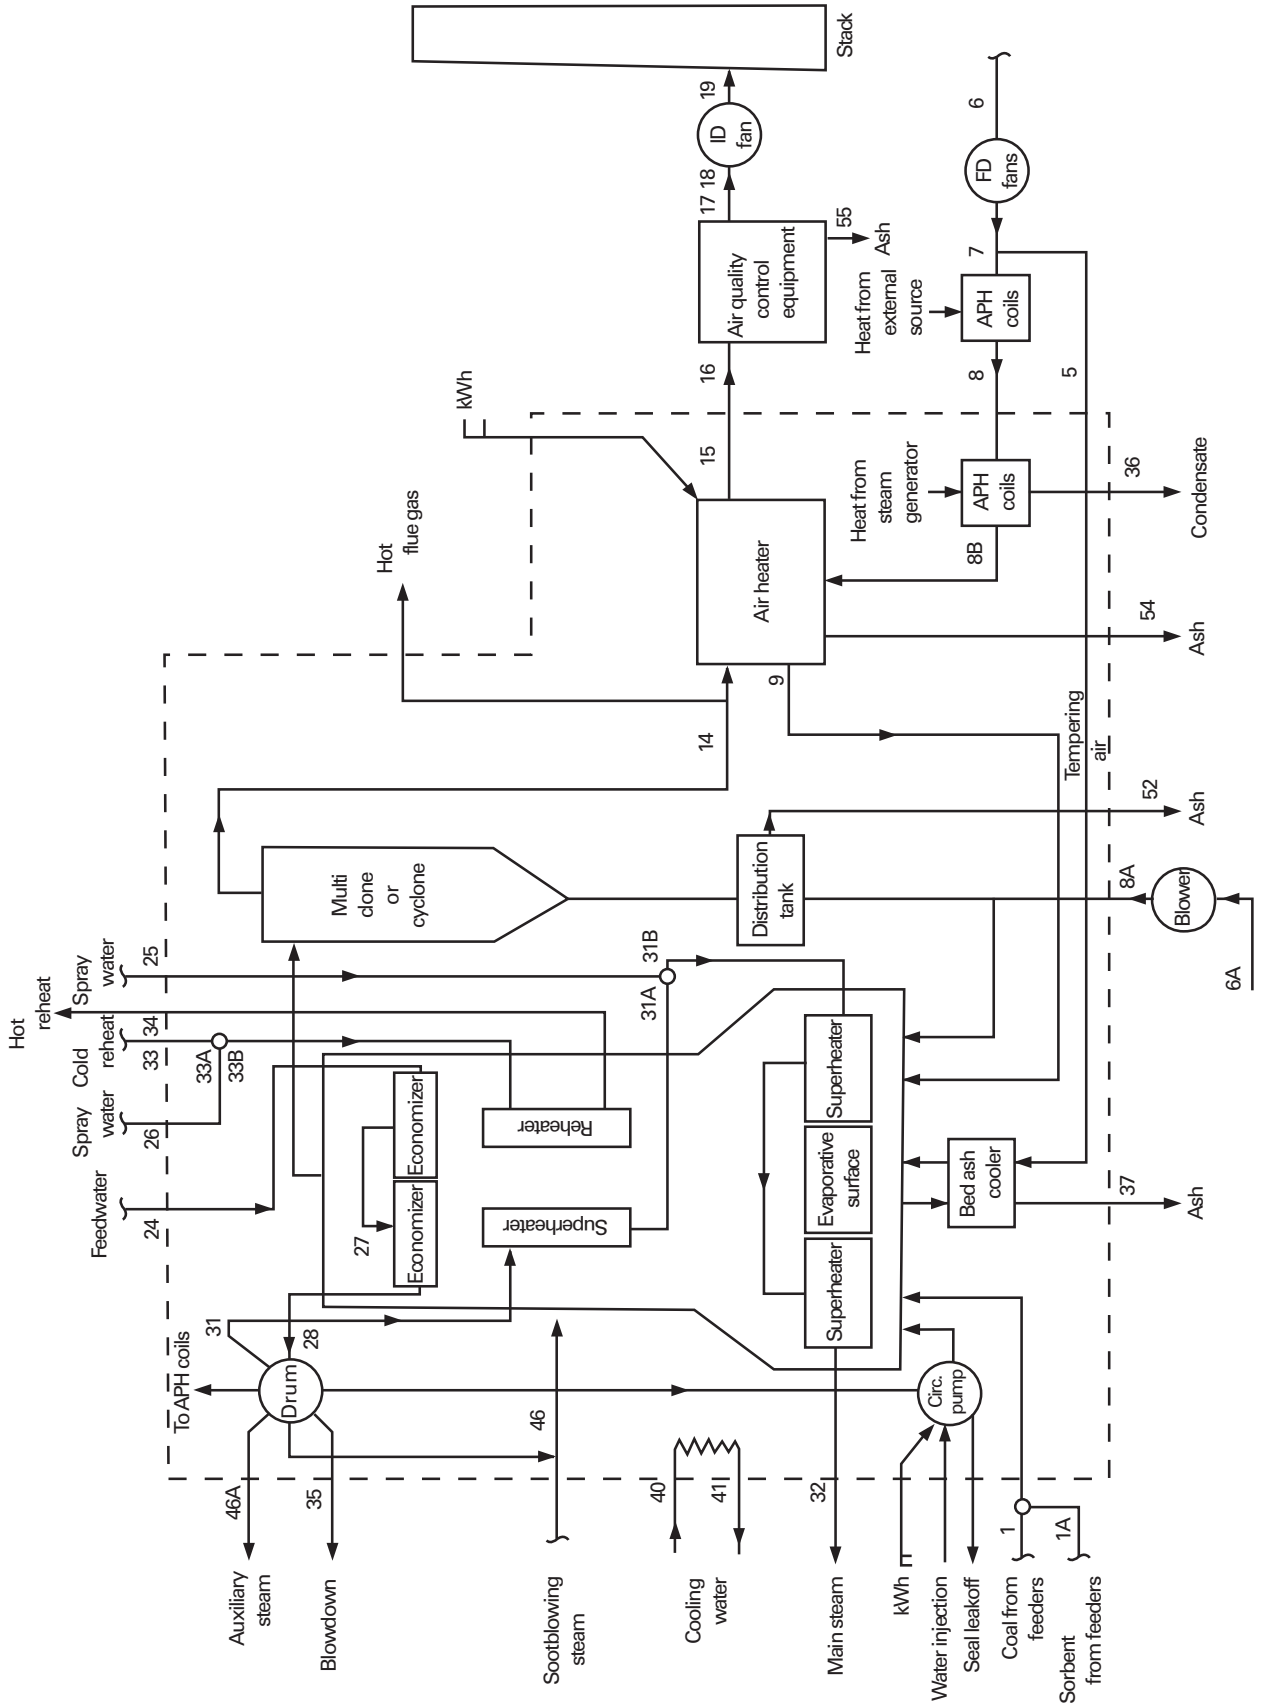 Stack
19
ID
fan
17 18
6
FD
fans
7
55
Ash
Air quality
control
equipment
Heat from
external
source
APH
coils
16
8
5
kWh
15
Hot
flue gas
Heat from
steam
generator
APH
coils
36
Condensate
8B
Air heater
54
Ash
9
14
Tempering
air
52
Ash
Multi
clone
or
cyclone
Distribution
tank
8A
Blower
6A
Spray
water
25
31B
31A
Hot
reheat
34
Cold
reheat
33
33A
33B
Spray
water
26
Feedwater
24
Economizer
Economizer
27
Reheater
Superheater
Superheater
Evaporative
surface
Superheater
Bed ash
cooler
37
Ash
31
28
To APH coils
Drum
46
Circ.
pump
46A
35
40
41
32
1
1A
Auxiliary
steam
Blowdown
Sootblowing
steam
Cooling
water
Main steam
kWh
Water injection
Seal leakoff
Coal from
feeders
Sorbent
from feeders